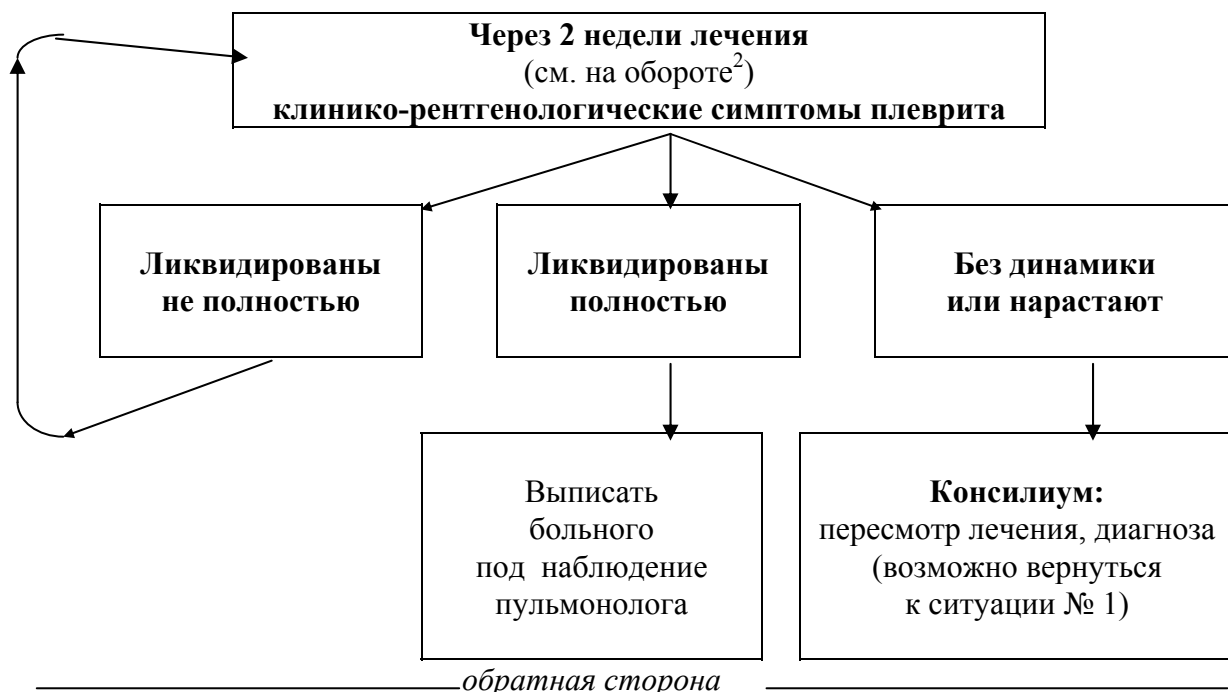 Через 2 недели лечения
(см. на обороте²)
клинико-рентгенологические симптомы плеврита
Ликвидированы
не полностью
Ликвидированы
полностью
Без динамики
или нарастают
Выписать
больного
под наблюдение
пульмонолога
Консилиум:
пересмотр лечения, диагноза
(возможно вернуться
к ситуации № 1)
обратная сторона